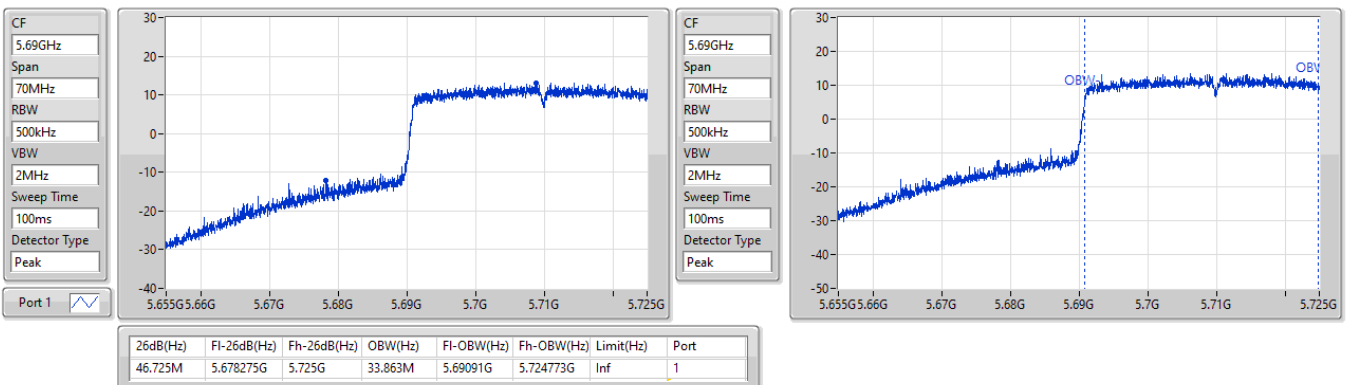 CF
5.69GHz
Span
70MHz
RBW
500kHz
VBW
2MHz
Sweep Time
100ms
Detector Type
Peak
Port 1
30
20
10
0
-10
-20
-30
-40
5.655G 5.66G 5.67G 5.68G 5.69G 5.7G 5.71G 5.725G
CF
5.69GHz
Span
70MHz
RBW
500kHz
VBW
2MHz
Sweep Time
100ms
Detector Type
Peak
30
20
10
0
-10
-20
-30
-40
-50
OBW
OBW
5.655G 5.66G 5.67G 5.68G 5.69G 5.7G 5.71G 5.725G
26dB(Hz) Fl-26dB(Hz) Fh-26dB(Hz) OBW(Hz) Fl-OBW(Hz) Fh-OBW(Hz) Limit(Hz) Port
46.725M 5.678275G 5.725G 33.863M 5.69091G 5.724773G Inf 1